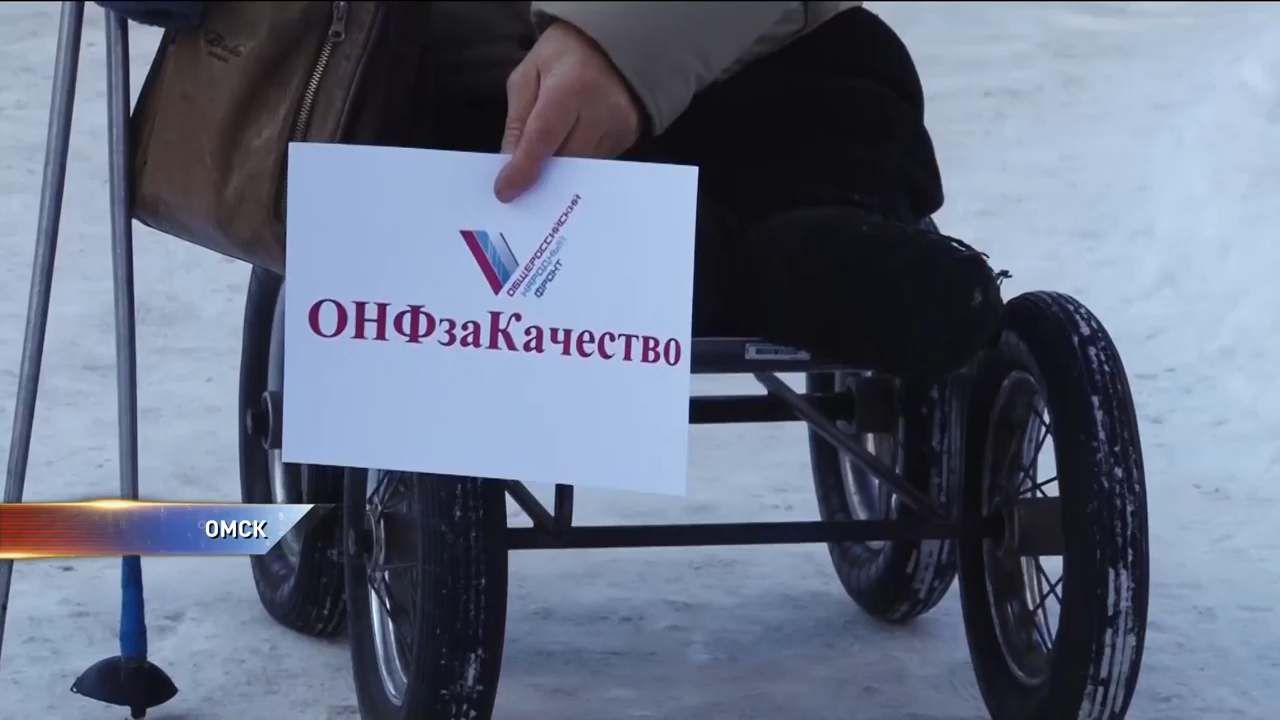 ОБЩЕРОССИЙСКИЙ
НАРОДНЫЙ
ФРОНТ
ОНФзаКачество
ОМСК